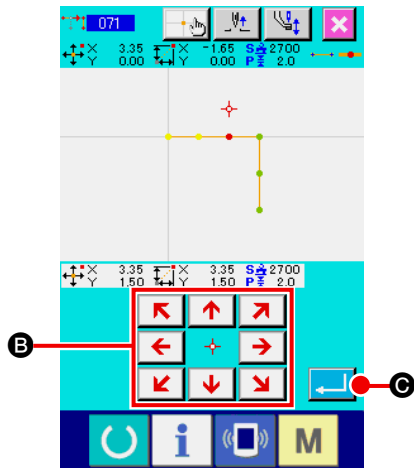 071
X 3.35 X -1.65 S 2700
Y 0.00 Y 0.00 P 2.0
X 3.35 X 3.35 S 2700
Y 1.50 Y 1.50 P 2.0
B
C
i M